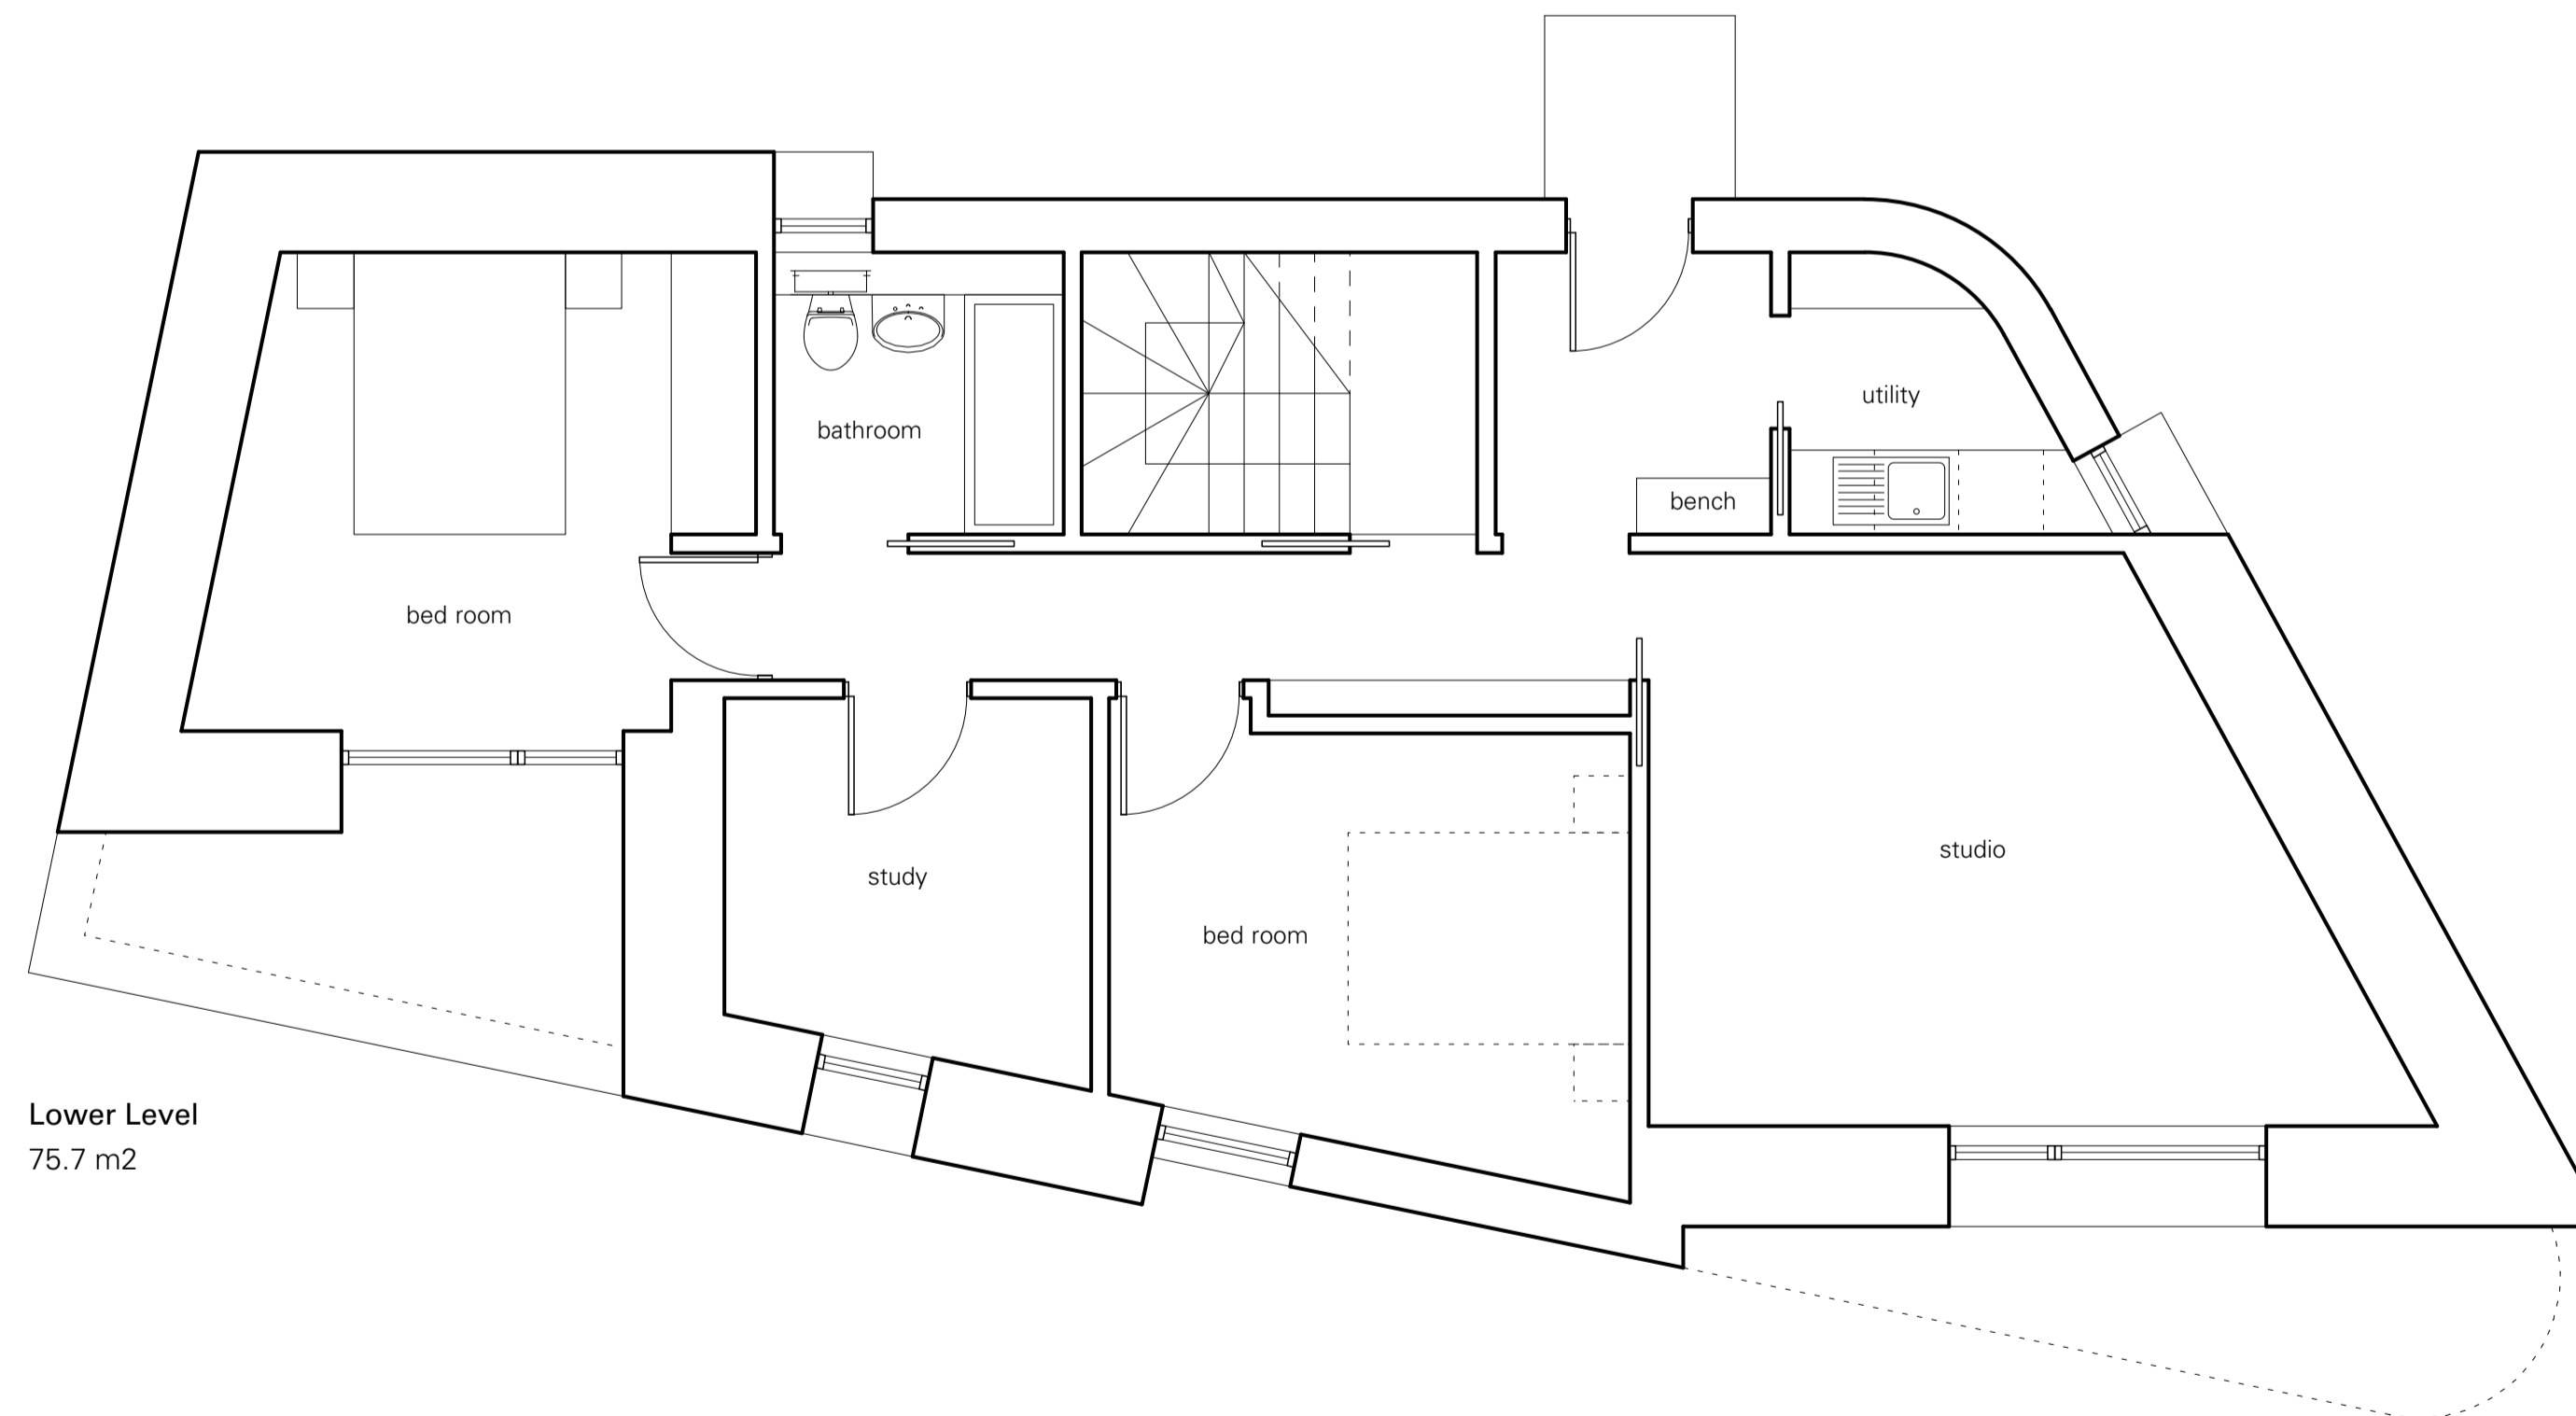 utility
bathroom
bench
bed room
studio
study
bed room
Lower Level
75.7 m2